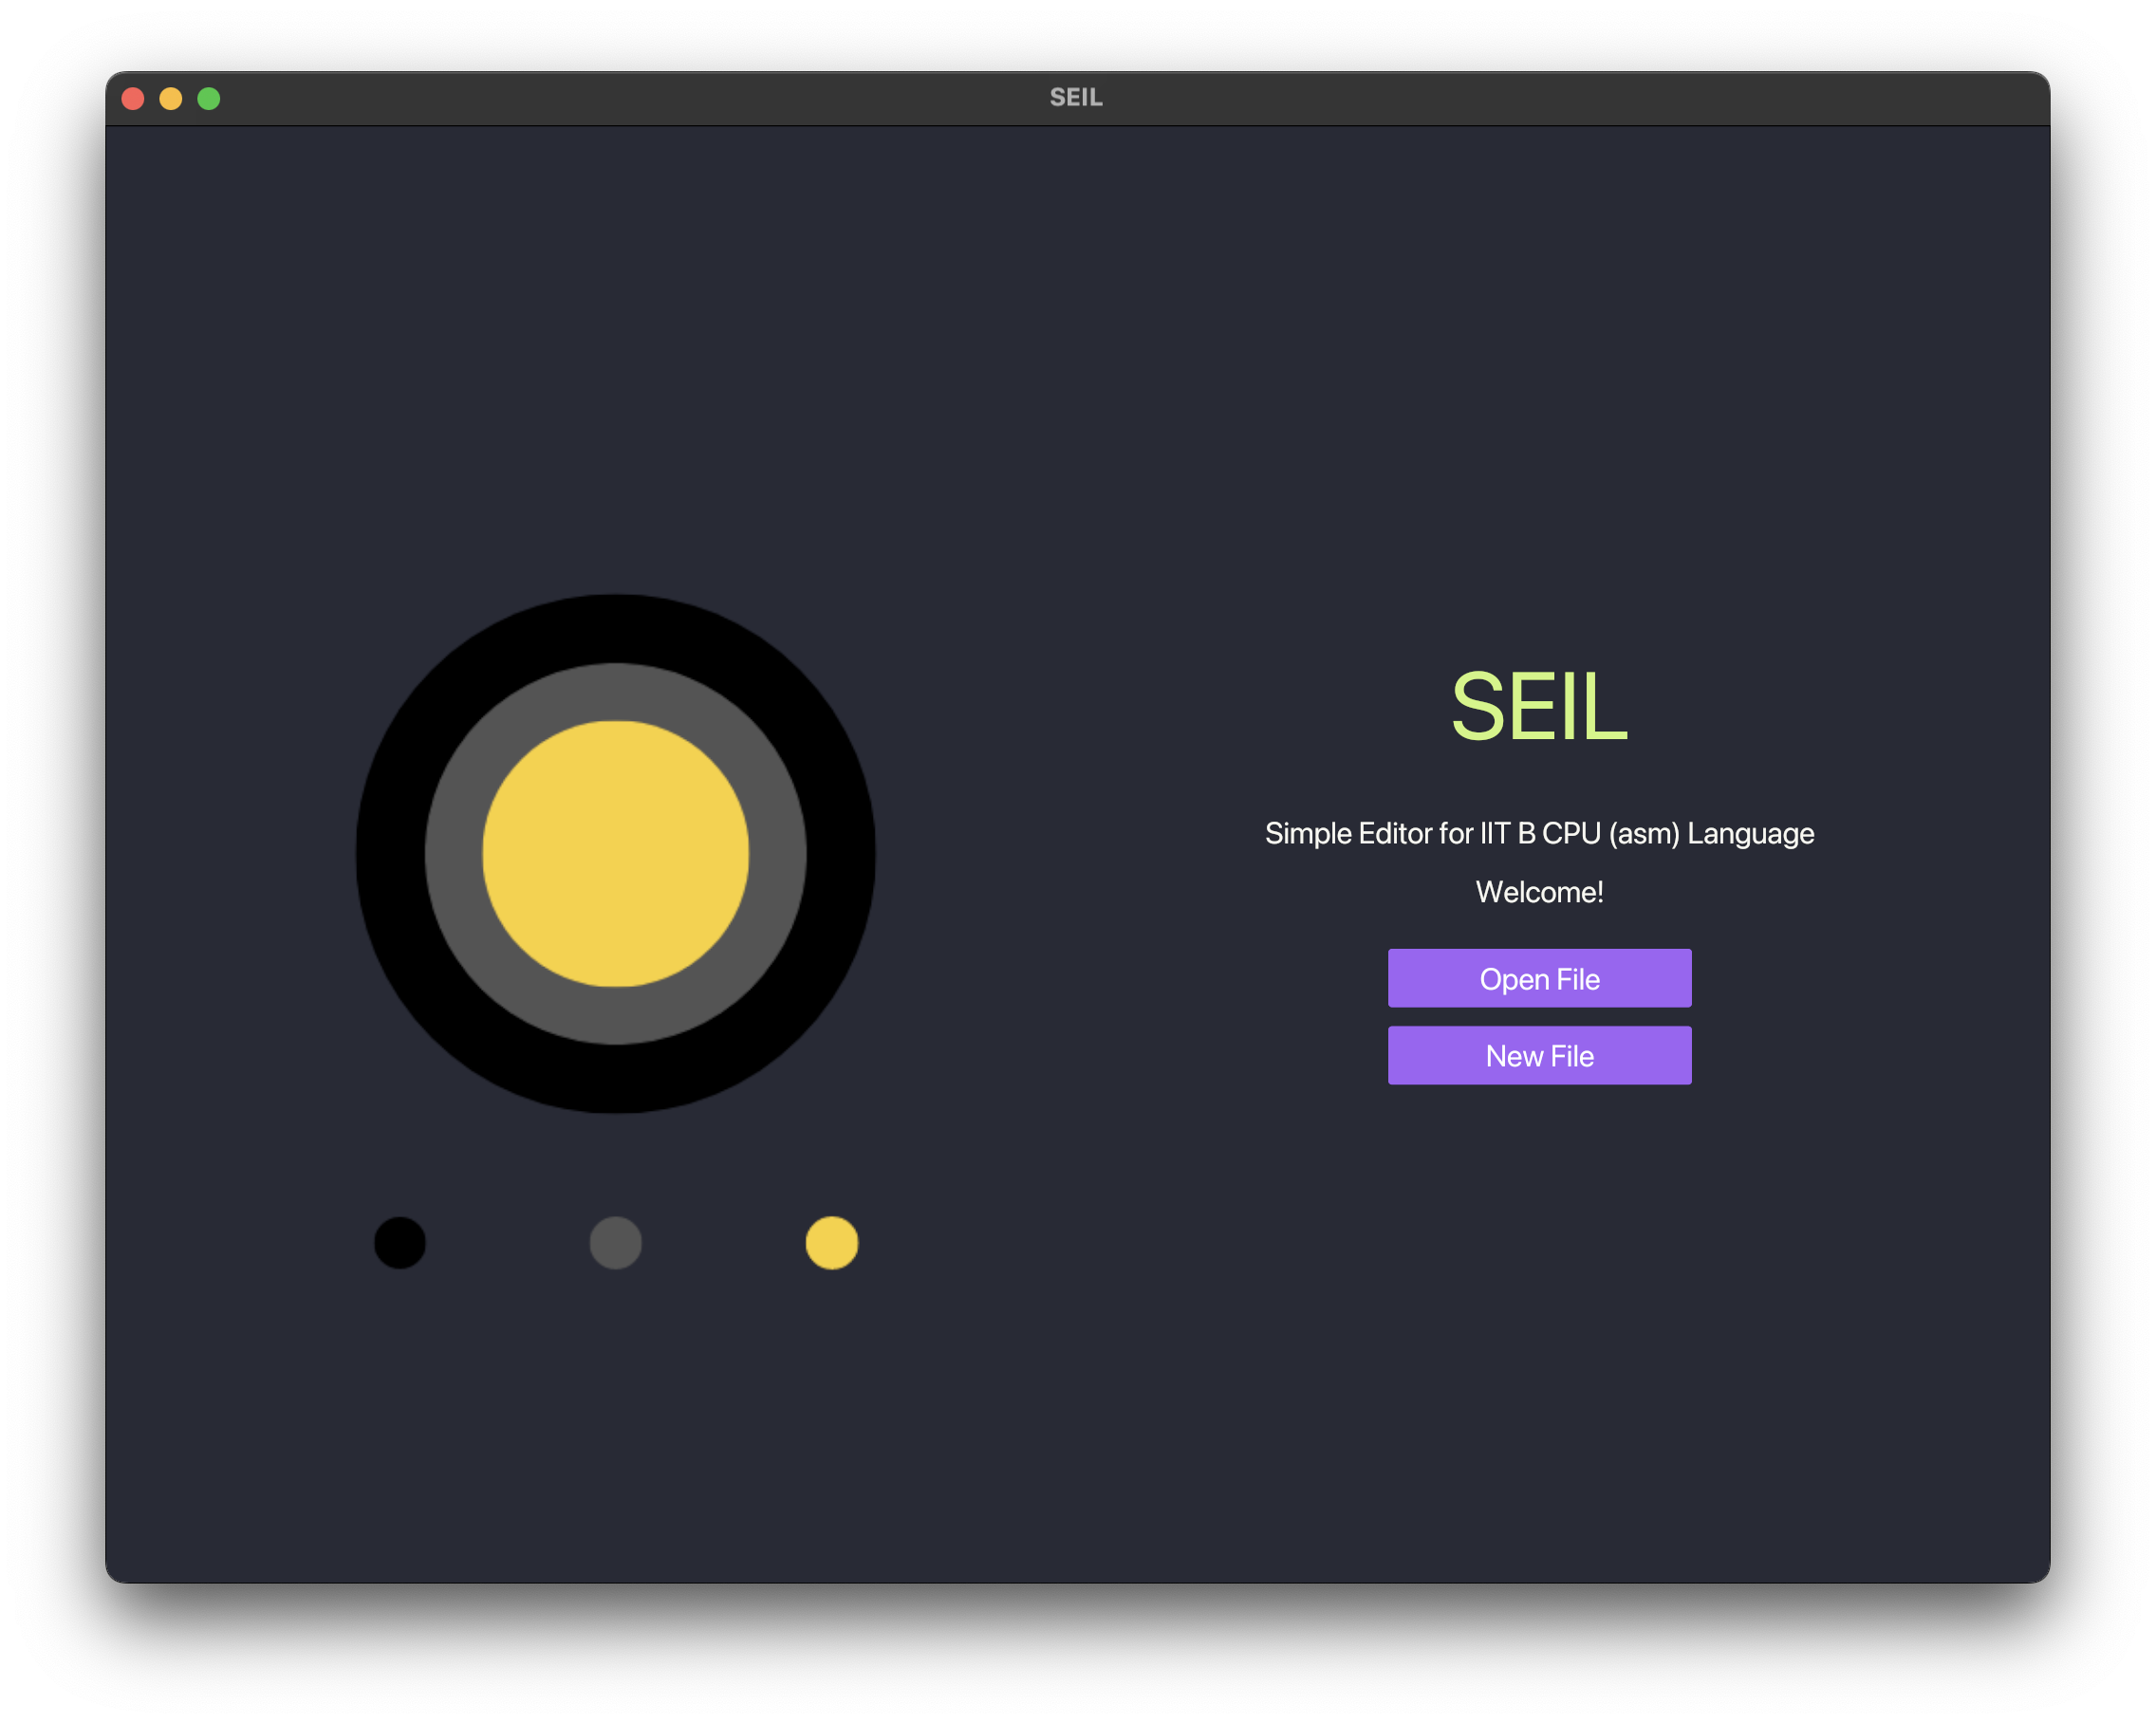 SEIL
SEIL
Simple Editor for IIT B CPU (asm) Language
Welcome!
Open File
New File